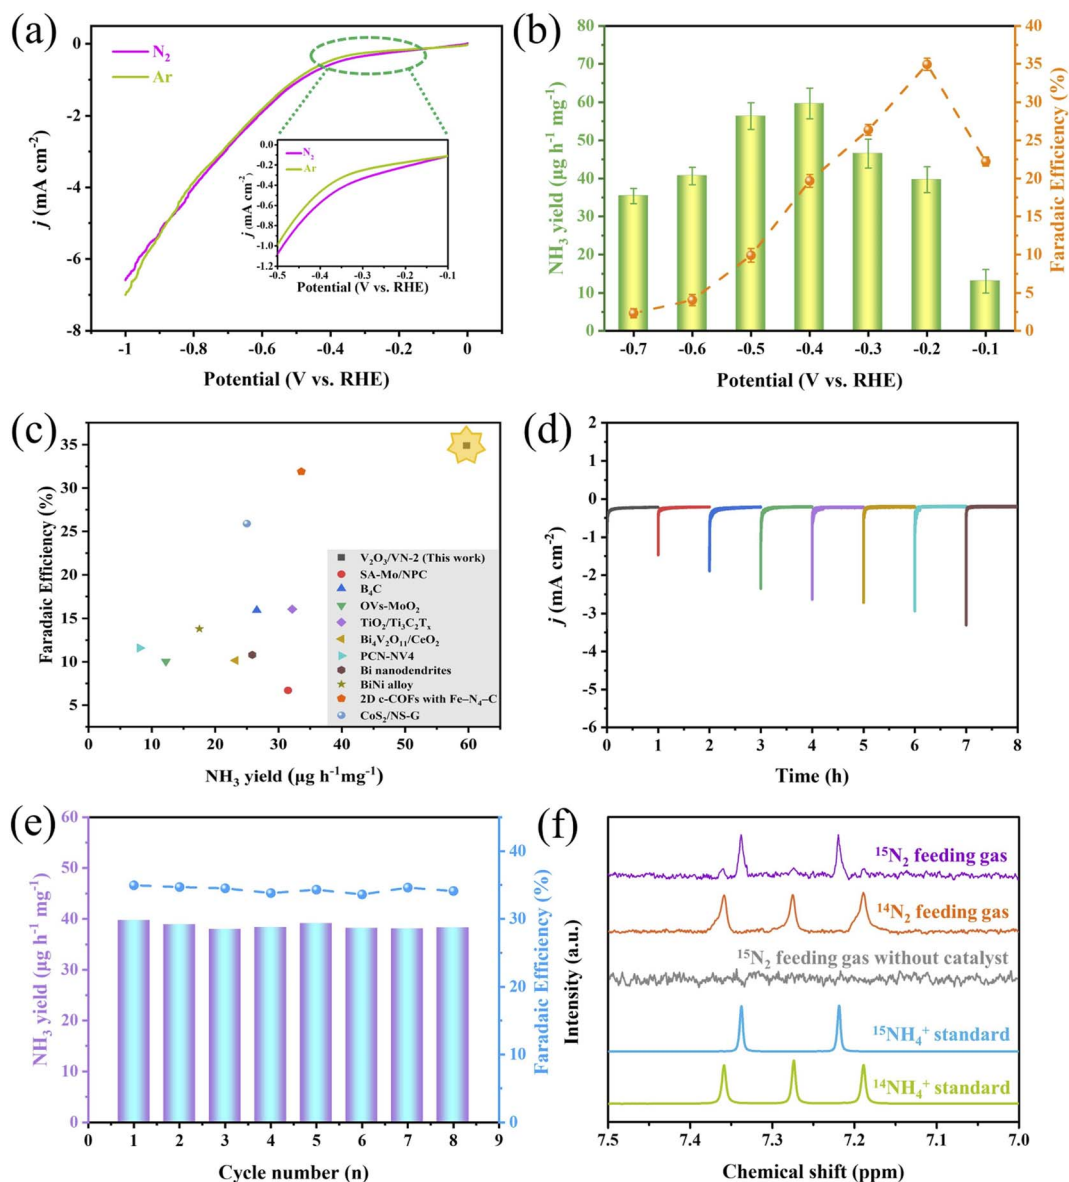 (a)
N₂
Ar
0
-2
-4
-6
-8
j (mA cm⁻²)
-1
-0.8
-0.6
-0.4
-0.2
0
Potential (V vs. RHE)
N₂
Ar
0.0
-0.2
-0.4
-0.6
-0.8
-1.0
-1.2
j (mA cm⁻²)
-0.5
-0.4
-0.3
-0.2
-0.1
Potential (V vs. RHE)
(b)
80
70
60
50
40
30
20
10
0
NH₃ yield (μg h⁻¹ mg⁻¹)
40
35
30
25
20
15
10
5
0
Faradaic Efficiency (%)
-0.7
-0.6
-0.5
-0.4
-0.3
-0.2
-0.1
Potential (V vs. RHE)
(c)
35
30
25
20
15
10
5
Faradaic Efficiency (%)
V₂O₃/VN-2 (This work)
SA-Mo/NPC
B₄C
OVs-MoO₂
TiO₂/Ti₃C₂Tₓ
Bi₄V₂O₁₁/CeO₂
PCN-NV4
Bi nanodendrites
BiNi alloy
2D c-COFs with Fe–N₄–C
CoS₂/NS-G
0
10
20
30
40
50
60
NH₃ yield (μg h⁻¹mg⁻¹)
(d)
2
1
0
-1
-2
-3
-4
-5
-6
j (mA cm⁻²)
0
1
2
3
4
5
6
7
8
Time (h)
(e)
60
50
40
30
20
10
0
NH₃ yield (μg h⁻¹ mg⁻¹)
40
30
20
10
0
Faradaic Efficiency (%)
0
1
2
3
4
5
6
7
8
9
Cycle number (n)
(f)
Intensity (a.u.)
¹⁵N₂ feeding gas
¹⁴N₂ feeding gas
¹⁵N₂ feeding gas without catalyst
¹⁵NH₄⁺ standard
¹⁴NH₄⁺ standard
7.5
7.4
7.3
7.2
7.1
7.0
Chemical shift (ppm)